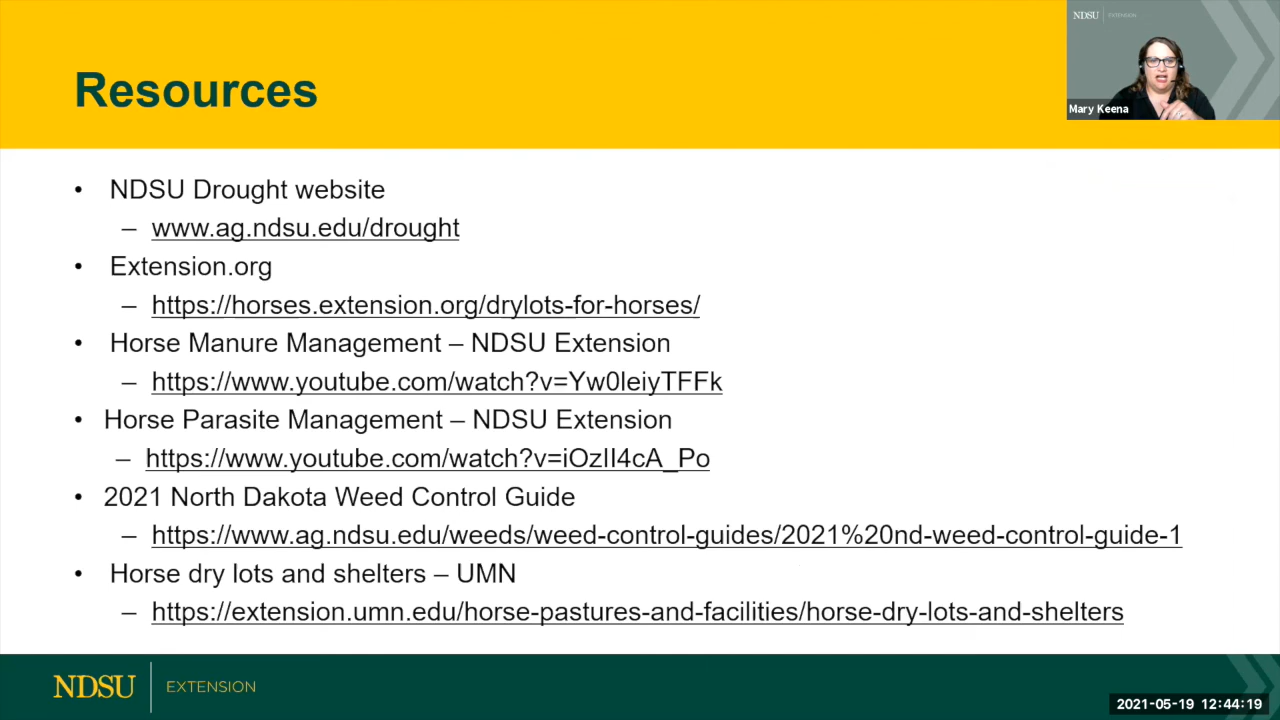 Resources
NDSU EXTENSION
Mary Keena
• NDSU Drought website
– www.ag.ndsu.edu/drought
• Extension.org
– https://horses.extension.org/drylots-for-horses/
• Horse Manure Management – NDSU Extension
– https://www.youtube.com/watch?v=Yw0leiyTFFk
• Horse Parasite Management – NDSU Extension
– https://www.youtube.com/watch?v=iOzII4cA_Po
• 2021 North Dakota Weed Control Guide
– https://www.ag.ndsu.edu/weeds/weed-control-guides/2021%20nd-weed-control-guide-1
• Horse dry lots and shelters – UMN
– https://extension.umn.edu/horse-pastures-and-facilities/horse-dry-lots-and-shelters
NDSU EXTENSION
2021-05-19 12:44:19